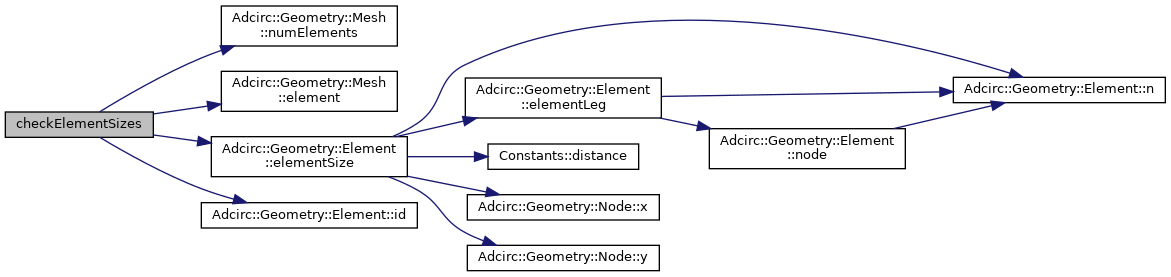 checkElementSizes
Adcirc::Geometry::Mesh
::numElements
Adcirc::Geometry::Mesh
::element
Adcirc::Geometry::Element
::elementSize
Adcirc::Geometry::Element::id
Adcirc::Geometry::Element
::elementLeg
Constants::distance
Adcirc::Geometry::Node::x
Adcirc::Geometry::Node::y
Adcirc::Geometry::Element
::node
Adcirc::Geometry::Element::n